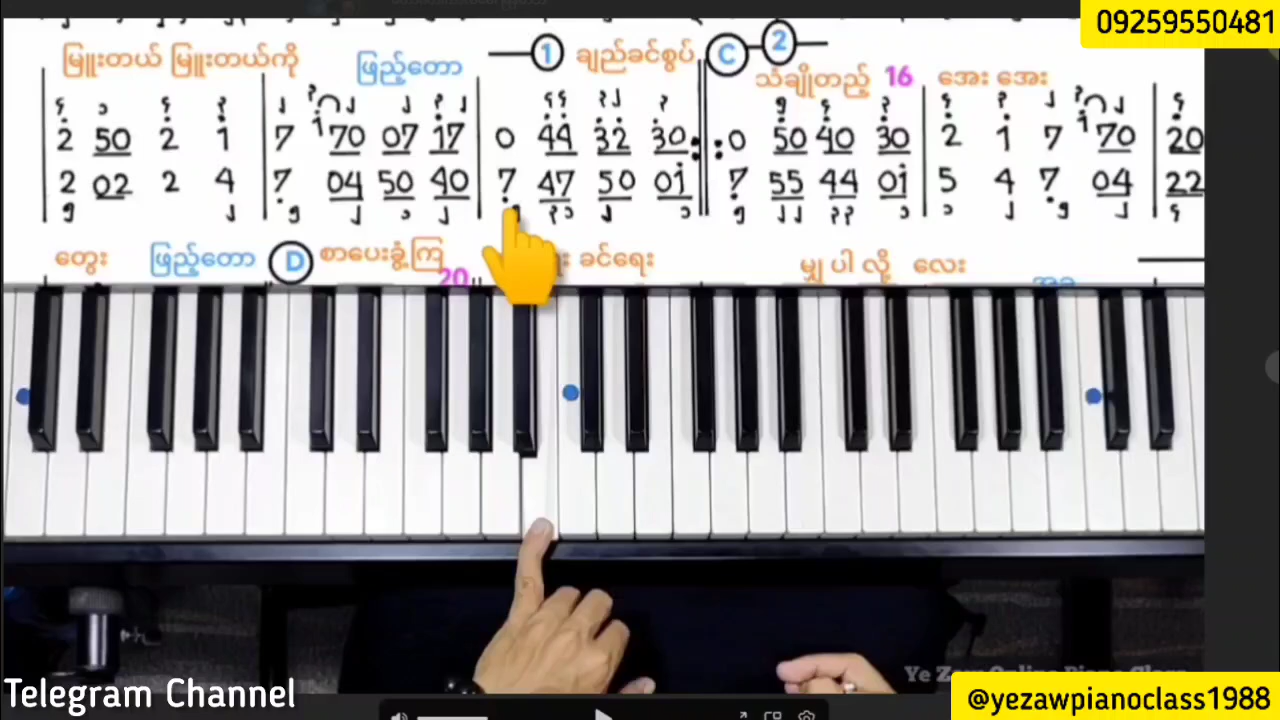 09259550481
မြူးတယ် မြူးတယ်ကို ဖြည့်တော 1 ချည်ခင်စွပ် C 2 သံချိုတည့် 16 အေး အေး
2 50 2 1 7 i 70 07 17 0 44 32 30 0 50 40 30 2 1 7 i 70 20
2 02 2 4 7 04 50 40 7 47 50 0i 7 55 44 0i 5 4 7 04 22
တွေး ဖြည့်တော D စာပေးခွံ့ကြ ခင်ရေး မျှ ပါ လို့ လေး
20
Telegram Channel
@yezawpianoclass1988